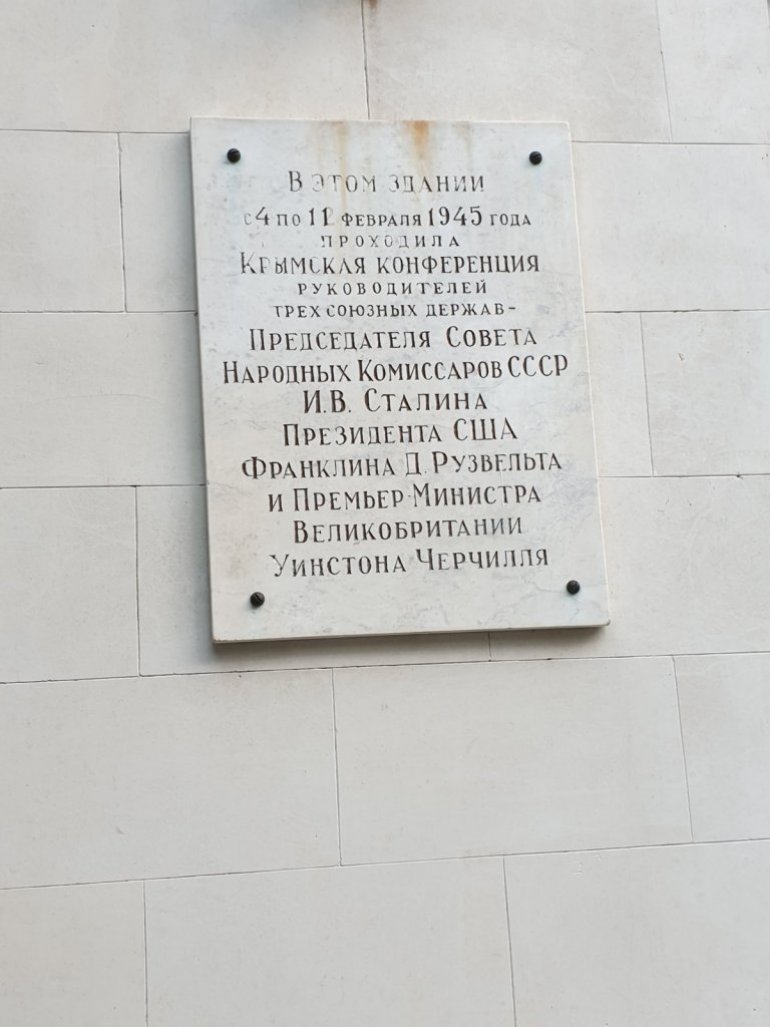 В этом здании
с 4 по 11 февраля 1945 года
проходила
Крымская конференция
руководителей
трех союзных держав–
Председателя Совета
Народных Комиссаров СССР
И.В. Сталина
Президента США
Франклина Д. Рузвельта
и Премьер-Министра
Великобритании
Уинстона Черчилля